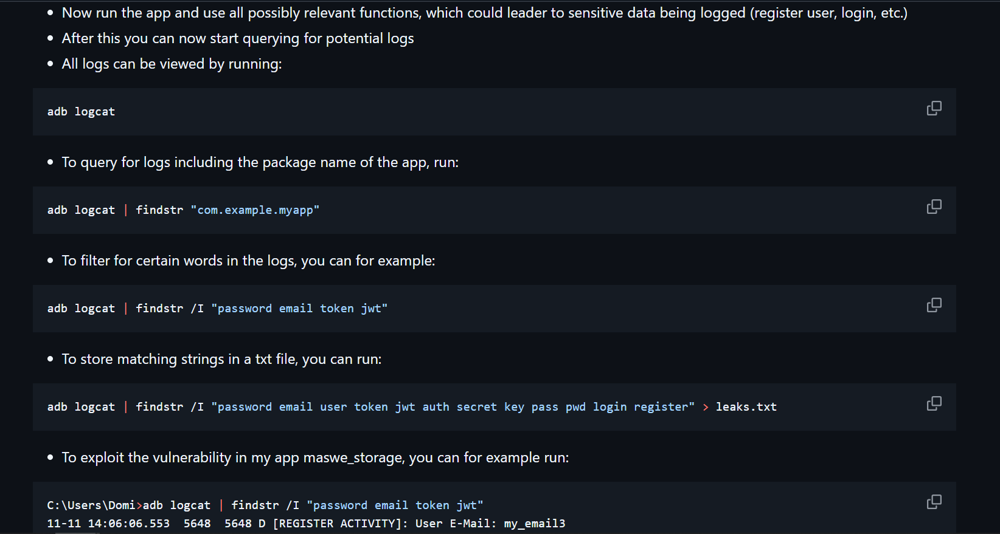 Now run the app and use all possibly relevant functions, which could leader to sensitive data being logged (register user, login, etc.)
After this you can now start querying for potential logs
All logs can be viewed by running:
adb logcat
To query for logs including the package name of the app, run:
adb logcat | findstr "com.example.myapp"
To filter for certain words in the logs, you can for example:
adb logcat | findstr /I "password email token jwt"
To store matching strings in a txt file, you can run:
adb logcat | findstr /I "password email user token jwt auth secret key pass pwd login register" > leaks.txt
To exploit the vulnerability in my app maswe_storage, you can for example run:
C:\Users\Domi>adb logcat | findstr /I "password email token jwt"
11-11 14:06:06.553  5648  5648 D [REGISTER ACTIVITY]: User E-Mail: my_email3